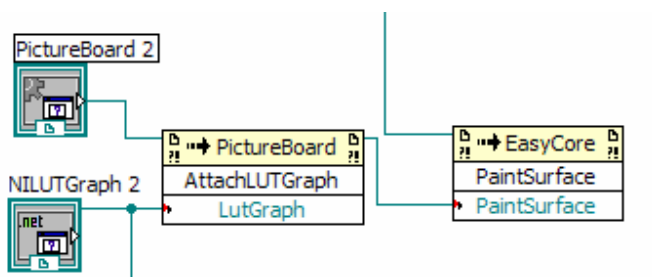 PictureBoard 2
PictureBoard
AttachLUTGraph
LutGraph
EasyCore
PaintSurface
PaintSurface
NILUTGraph 2
.net